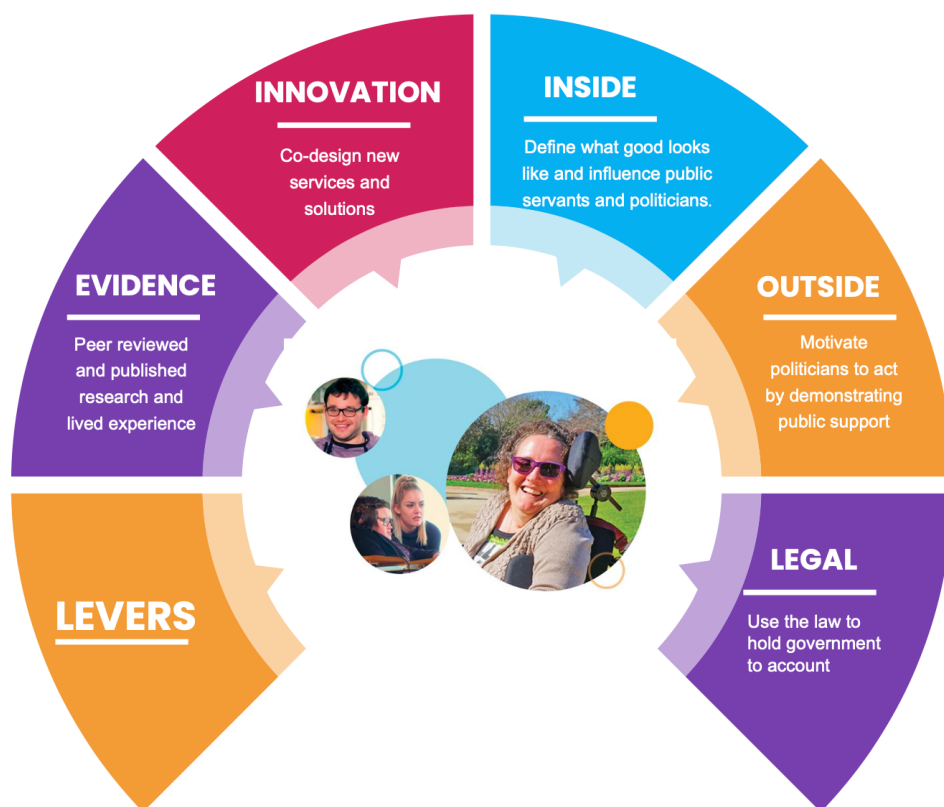 LEVERS
EVIDENCE
Peer reviewed
and published
research and
lived experience
INNOVATION
Co-design new
services and
solutions
INSIDE
Define what good looks
like and influence public
servants and politicians.
OUTSIDE
Motivate
politicians to act
by demonstrating
public support
LEGAL
Use the law to
hold government
to account